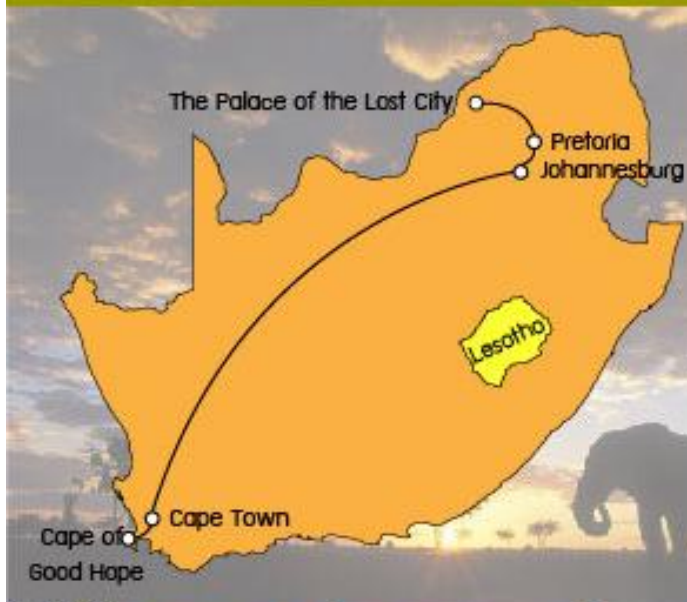 The Palace of the Lost City
Pretoria
Johannesburg
Lesotho
Cape Town
Cape of
Good Hope